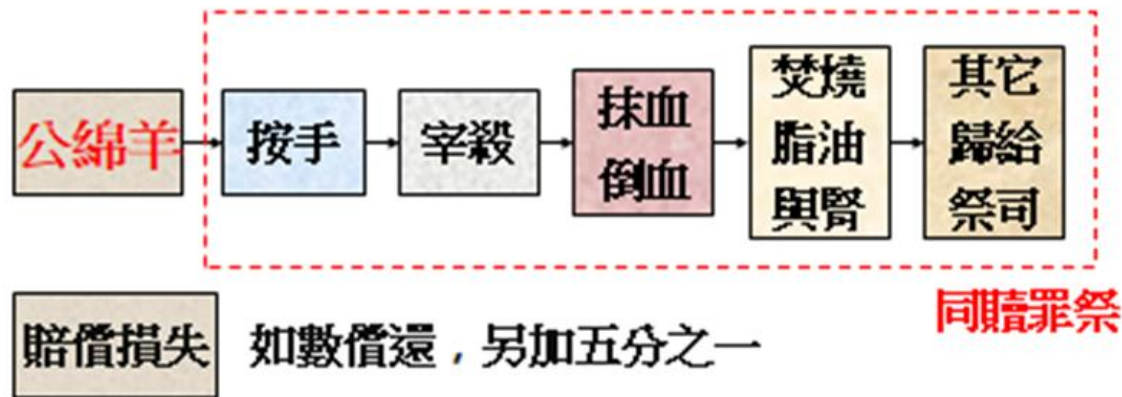 公綿羊
按手
宰殺
抹血
倒血
焚燒
脂油
與腎
其它
歸給
祭司
同贖罪祭
賠償損失
如數償還，另加五分之一